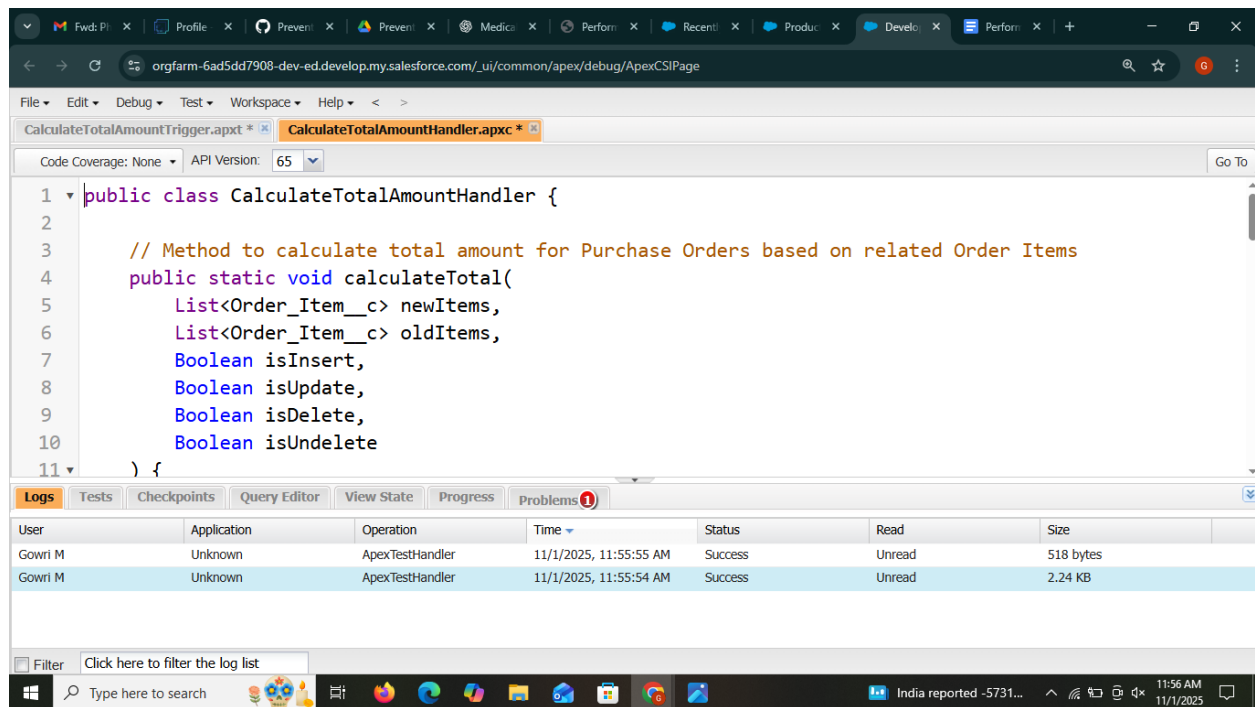 Fwd: Ph
Profile -
Prevent
Prevent
Medica
Perform
Recentl
Produc
Develo
Perform
orgfarm-6ad5dd7908-dev-ed.develop.my.salesforce.com/_ui/common/apex/debug/ApexCSIPage
G
File Edit Debug Test Workspace Help < >
CalculateTotalAmountTrigger.apxt * CalculateTotalAmountHandler.apxc *
Code Coverage: None API Version: 65 Go To
1 public class CalculateTotalAmountHandler {
2
3 // Method to calculate total amount for Purchase Orders based on related Order Items
4 public static void calculateTotal(
5 List<Order_Item__c> newItems,
6 List<Order_Item__c> oldItems,
7 Boolean isInsert,
8 Boolean isUpdate,
9 Boolean isDelete,
10 Boolean isUndelete
11 ) {
Logs Tests Checkpoints Query Editor View State Progress Problems 1
User Application Operation Time Status Read Size
Gowri M Unknown ApexTestHandler 11/1/2025, 11:55:55 AM Success Unread 518 bytes
Gowri M Unknown ApexTestHandler 11/1/2025, 11:55:54 AM Success Unread 2.24 KB
Filter Click here to filter the log list
Type here to search India reported -5731... 11:56 AM
11/1/2025